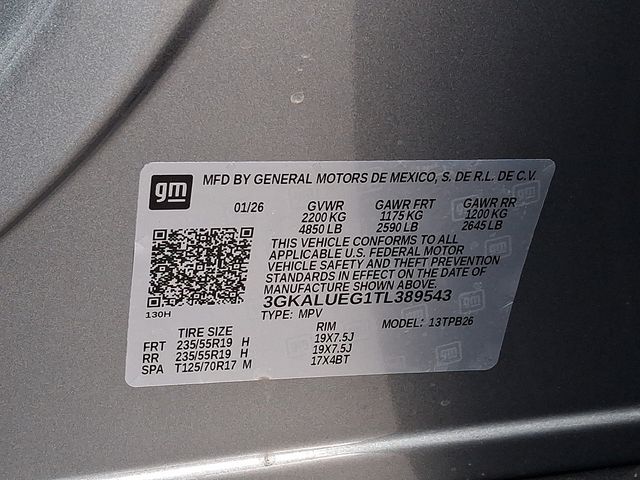 gm MFD BY GENERAL MOTORS DE MEXICO, S. DE R.L. DE C.V.
01/26 GVWR GAWR FRT GAWR RR
2200 KG 1175 KG 1200 KG
4850 LB 2590 LB 2645 LB
THIS VEHICLE CONFORMS TO ALL
APPLICABLE U.S. FEDERAL MOTOR
VEHICLE SAFETY AND THEFT PREVENTION
STANDARDS IN EFFECT ON THE DATE OF
MANUFACTURE SHOWN ABOVE.
3GKALUEG1TL389543
130H
TYPE: MPV MODEL: 13TPB26
TIRE SIZE RIM
FRT 235/55R19 H 19X7.5J
RR 235/55R19 H 19X7.5J
SPA T125/70R17 M 17X4BT